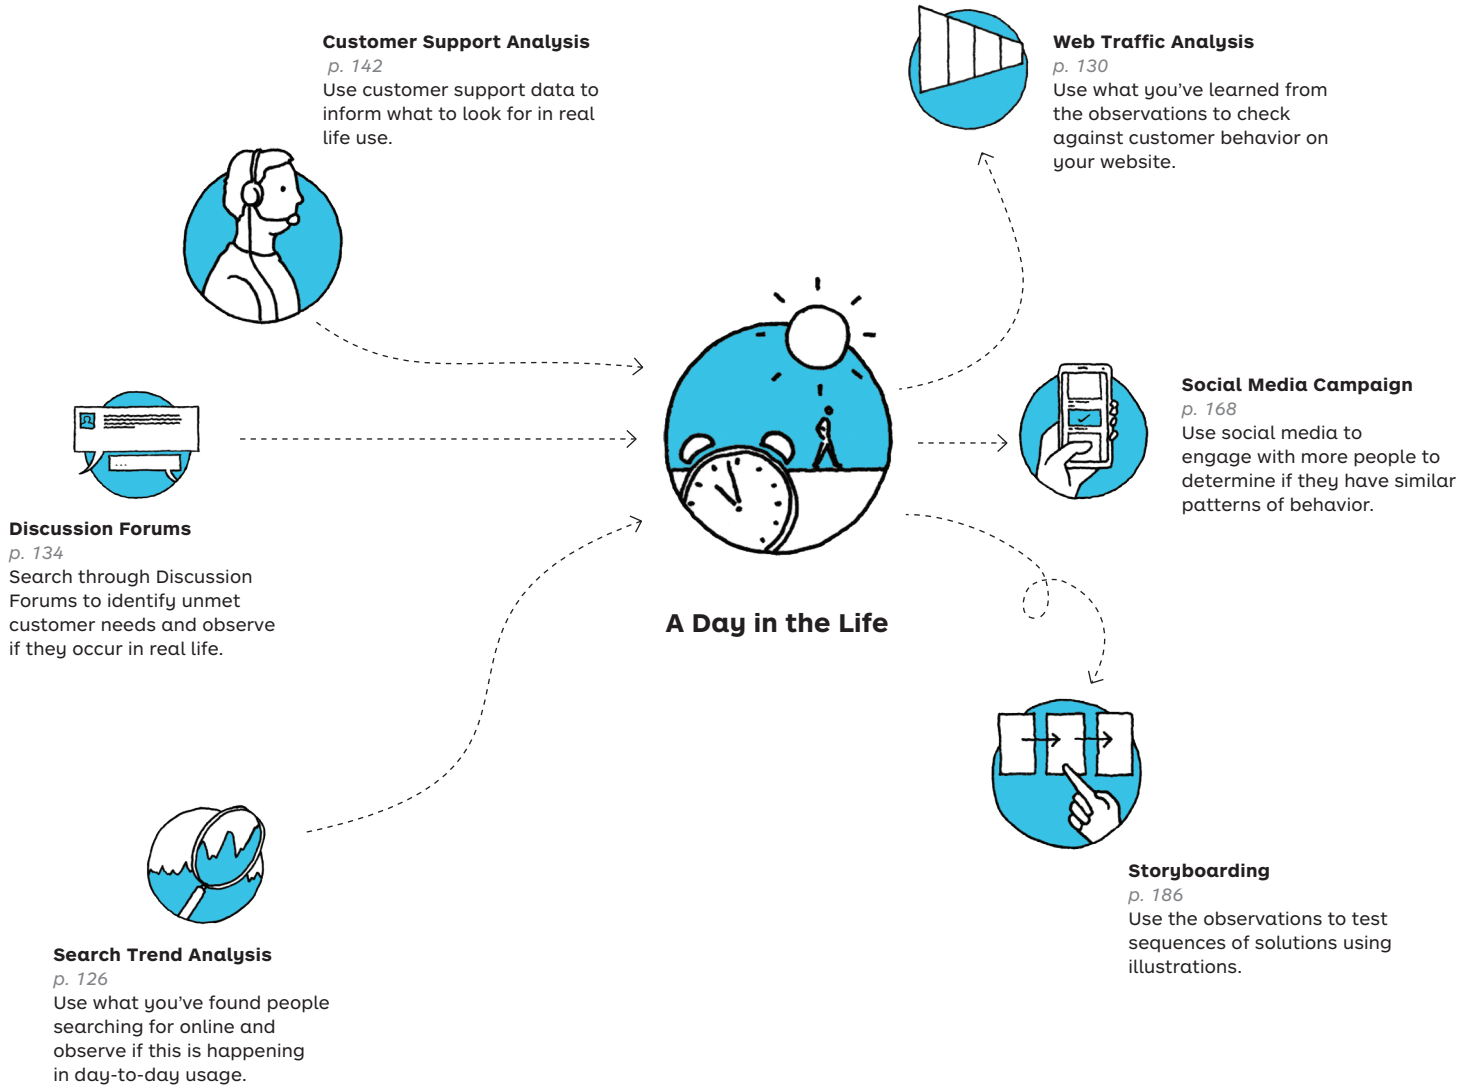 Customer Support Analysis
p. 142
Use customer support data to
inform what to look for in real
life use.
Discussion Forums
p. 134
Search through Discussion
Forums to identify unmet
customer needs and observe
if they occur in real life.
Search Trend Analysis
p. 126
Use what you’ve found people
searching for online and
observe if this is happening
in day-to-day usage.
A Day in the Life
Web Traffic Analysis
p. 130
Use what you’ve learned from
the observations to check
against customer behavior on
your website.
Social Media Campaign
p. 168
Use social media to
engage with more people to
determine if they have similar
patterns of behavior.
Storyboarding
p. 186
Use the observations to test
sequences of solutions using
illustrations.